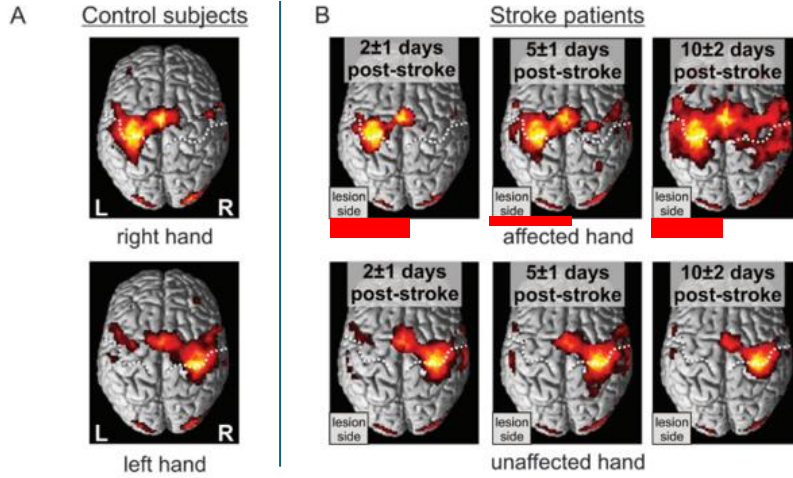 A
Control subjects
L
R
right hand
L
R
left hand
B
Stroke patients
2±1 days
post-stroke
5±1 days
post-stroke
10±2 days
post-stroke
lesion
side
lesion
side
lesion
side
affected hand
2±1 days
post-stroke
5±1 days
post-stroke
10±2 days
post-stroke
lesion
side
lesion
side
lesion
side
unaffected hand